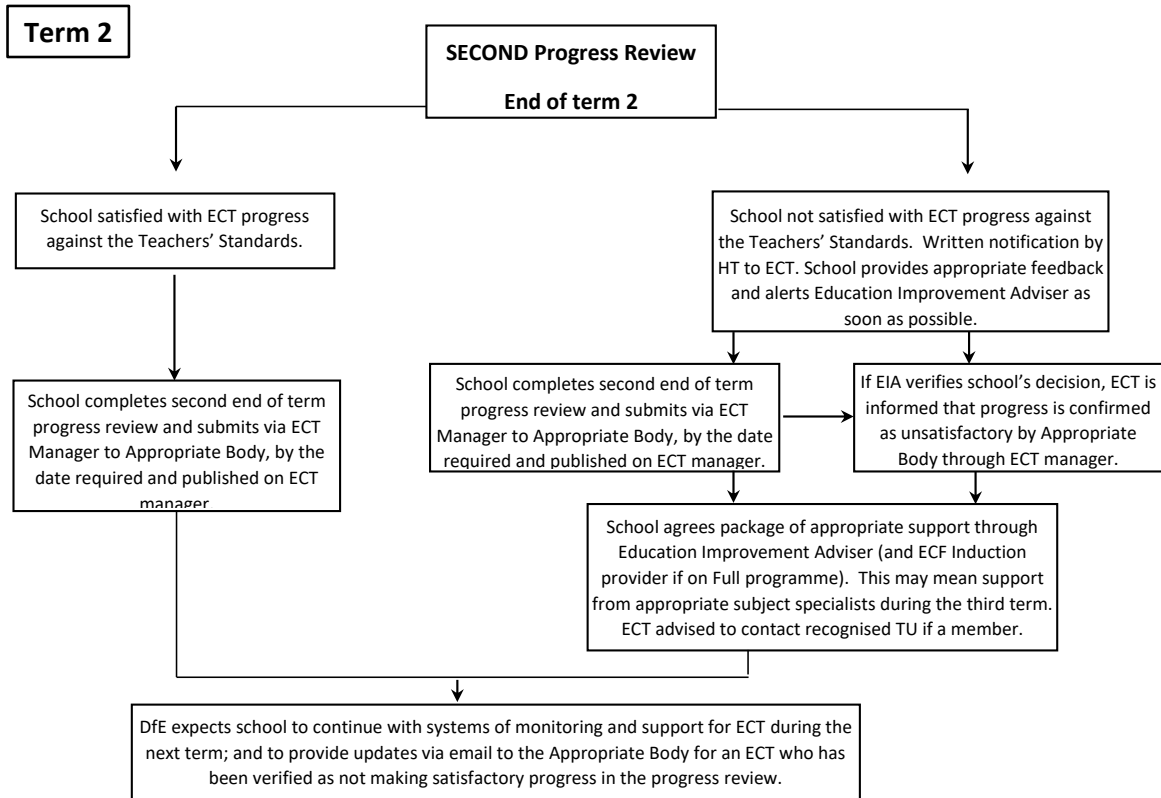 Term 2
SECOND Progress Review
End of term 2
School satisfied with ECT progress
against the Teachers’ Standards.
School not satisfied with ECT progress against
the Teachers’ Standards. Written notification by
HT to ECT. School provides appropriate feedback
and alerts Education Improvement Adviser as
soon as possible.
School completes second end of term
progress review and submits via ECT
Manager to Appropriate Body, by the
date required and published on ECT
manager
School completes second end of term
progress review and submits via ECT
Manager to Appropriate Body, by the date
required and published on ECT manager.
If EIA verifies school’s decision, ECT is
informed that progress is confirmed
as unsatisfactory by Appropriate
Body through ECT manager.
School agrees package of appropriate support through
Education Improvement Adviser (and ECF Induction
provider if on Full programme). This may mean support
from appropriate subject specialists during the third term.
ECT advised to contact recognised TU if a member.
DfE expects school to continue with systems of monitoring and support for ECT during the
next term; and to provide updates via email to the Appropriate Body for an ECT who has
been verified as not making satisfactory progress in the progress review.